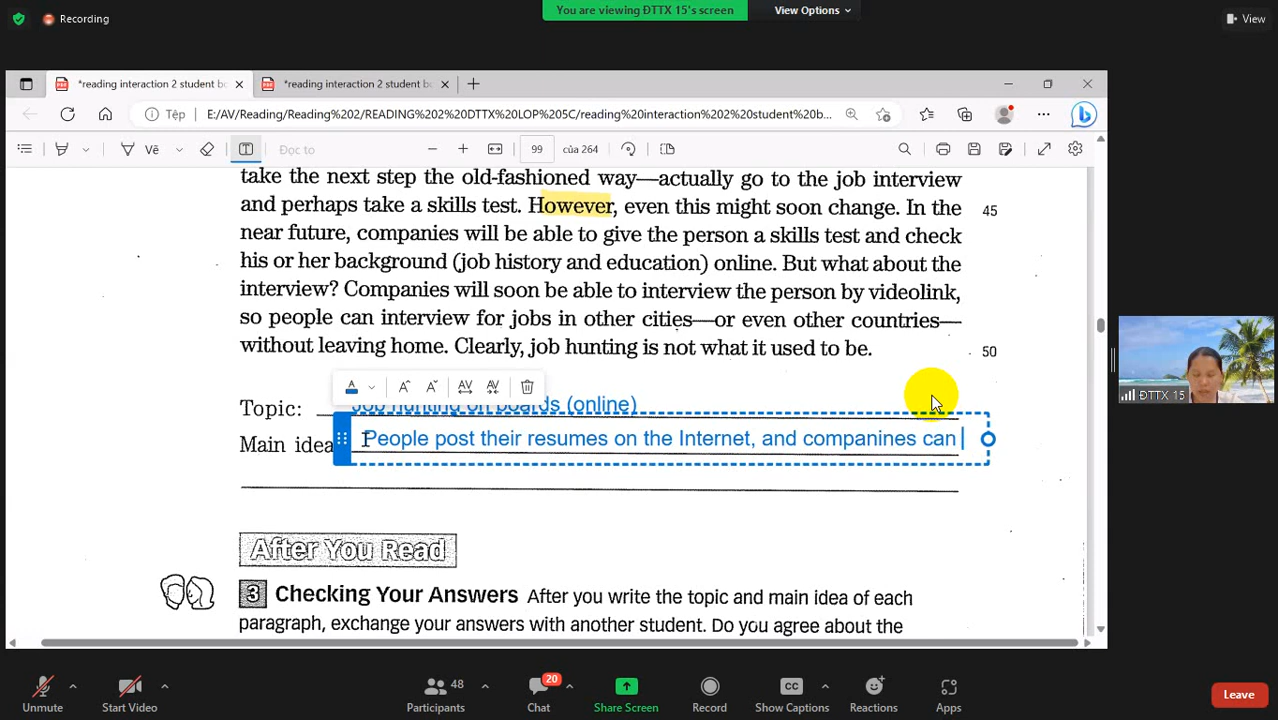 Recording
You are viewing ĐTTX 15's screen
View Options
View
*reading interaction 2 student bo
*reading interaction 2 student bo
Tệp
E:/AV/Reading/Reading%202/READING%202%20DTTX%20LOP%205C/reading%20interaction%202%20student%20b...
Vẽ
Đọc to
99
của 264
take the next step the old-fashioned way—actually go to the job interview
and perhaps take a skills test. However, even this might soon change. In the 45
near future, companies will be able to give the person a skills test and check
his or her background (job history and education) online. But what about the
interview? Companies will soon be able to interview the person by videolink,
so people can interview for jobs in other cities—or even other countries—
without leaving home. Clearly, job hunting is not what it used to be. 50
Topic: Job hunting on boards (online)
Main idea People post their resumes on the Internet, and companines can
After You Read
3 Checking Your Answers After you write the topic and main idea of each
paragraph, exchange your answers with another student. Do you agree about the
ĐTTX 15
Unmute
Start Video
48
Participants
20
Chat
Share Screen
Record
CC
Show Captions
Reactions
Apps
Leave